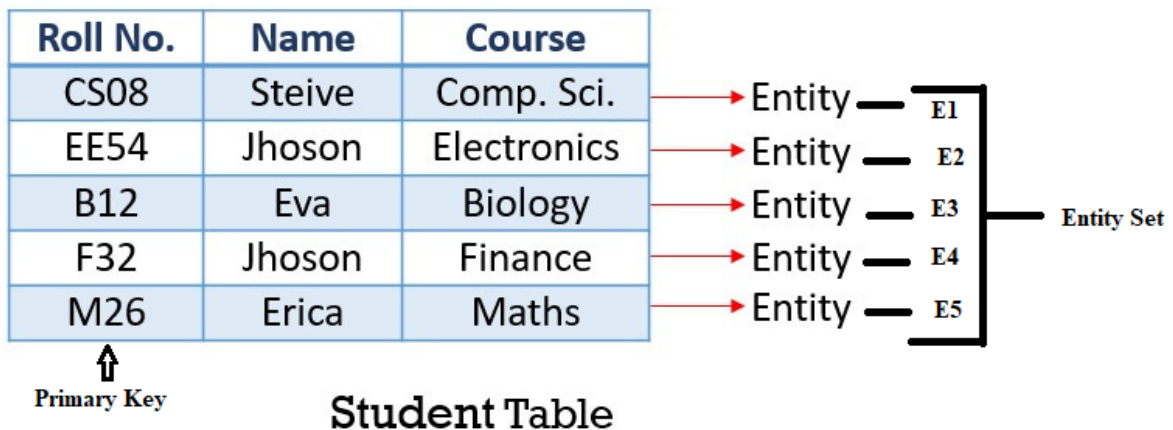 Roll No. Name Course
CS08 Steive Comp. Sci. Entity E1
EE54 Jhoson Electronics Entity E2
B12 Eva Biology Entity E3
F32 Jhoson Finance Entity E4
M26 Erica Maths Entity E5
Entity Set
Primary Key
Student Table